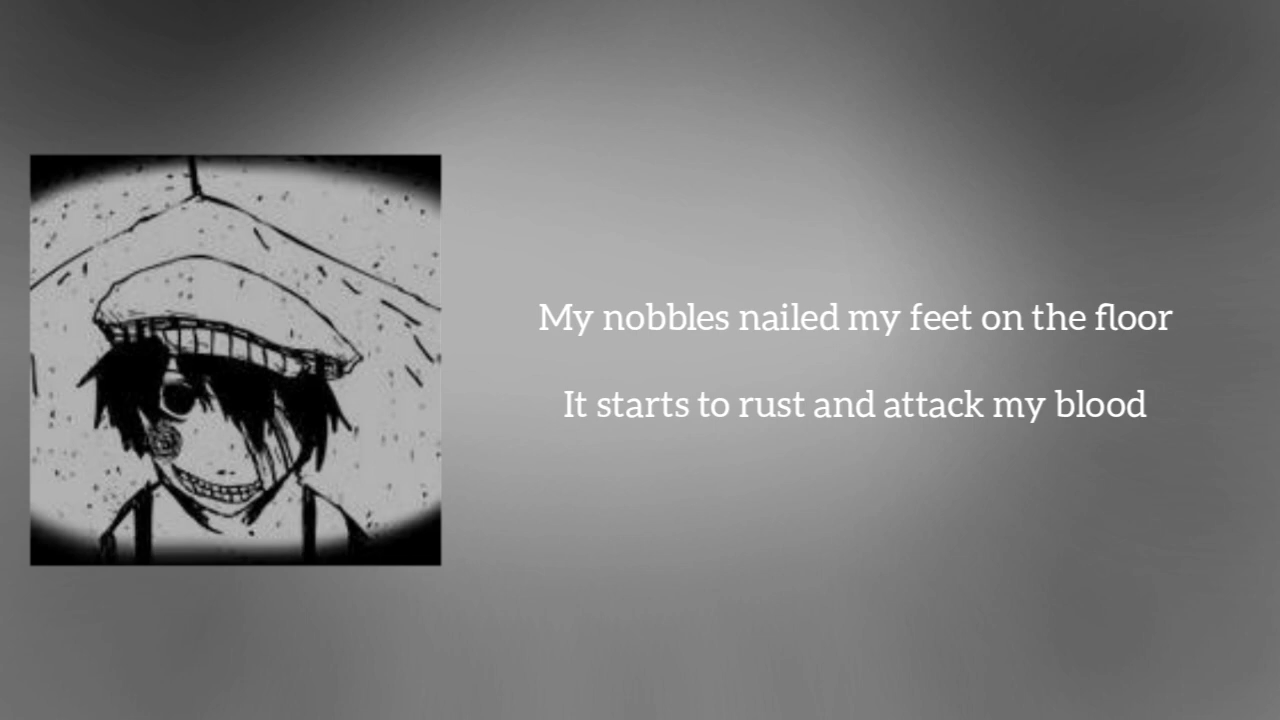 My nobbles nailed my feet on the floor
It starts to rust and attack my blood